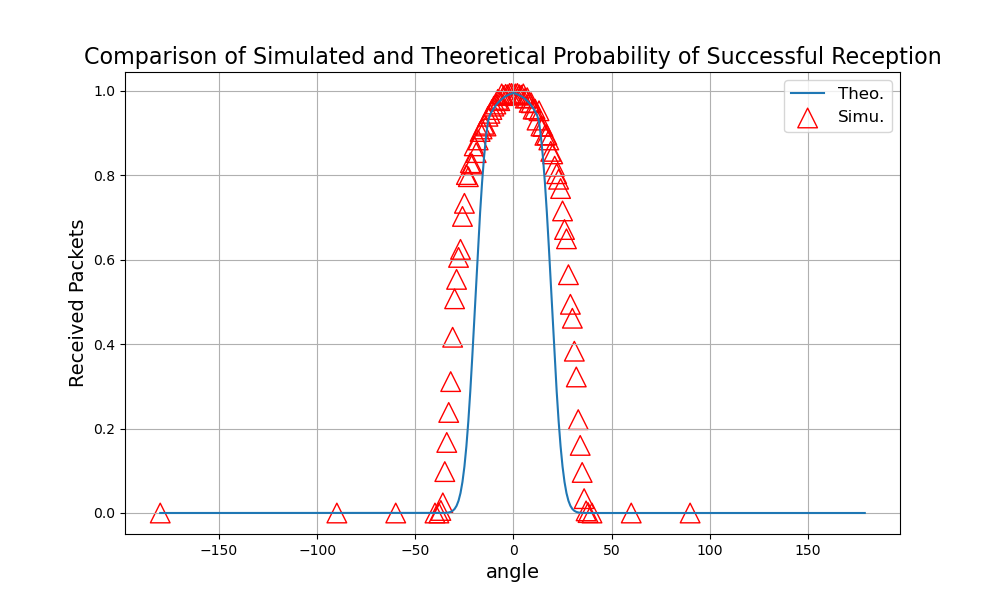 Comparison of Simulated and Theoretical Probability of Successful Reception
1.0
0.8
0.6
0.4
0.2
0.0
Received Packets
Theo.
Simu.
−150
−100
−50
0
50
100
150
angle